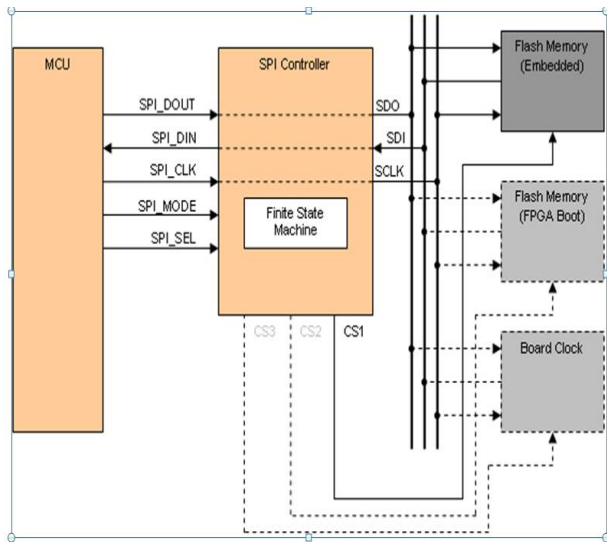 MCU
SPI Controller
Flash Memory
(Embedded)
SPI_DOUT
SDO
SPI_DIN
SDI
SPI_CLK
SCLK
SPI_MODE
SPI_SEL
Finite State
Machine
Flash Memory
(FPGA Boot)
CS3
CS2
CS1
Board Clock